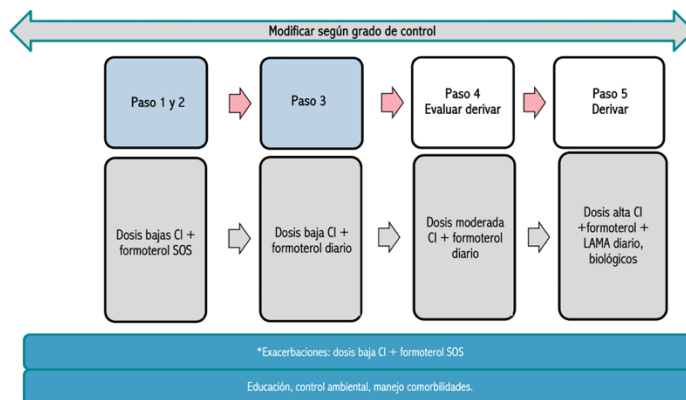 Modificar según grado de control
Paso 1 y 2
Paso 3
Paso 4
Evaluar derivar
Paso 5
Derivar
Dosis bajas CI +
formoterol SOS
Dosis baja CI +
formoterol diario
Dosis moderada
CI + formoterol
diario
Dosis alta CI
+formoterol +
LAMA diario,
biológicos
*Exacerbaciones: dosis baja CI + formoterol SOS
Educación, control ambiental, manejo comorbilidades.